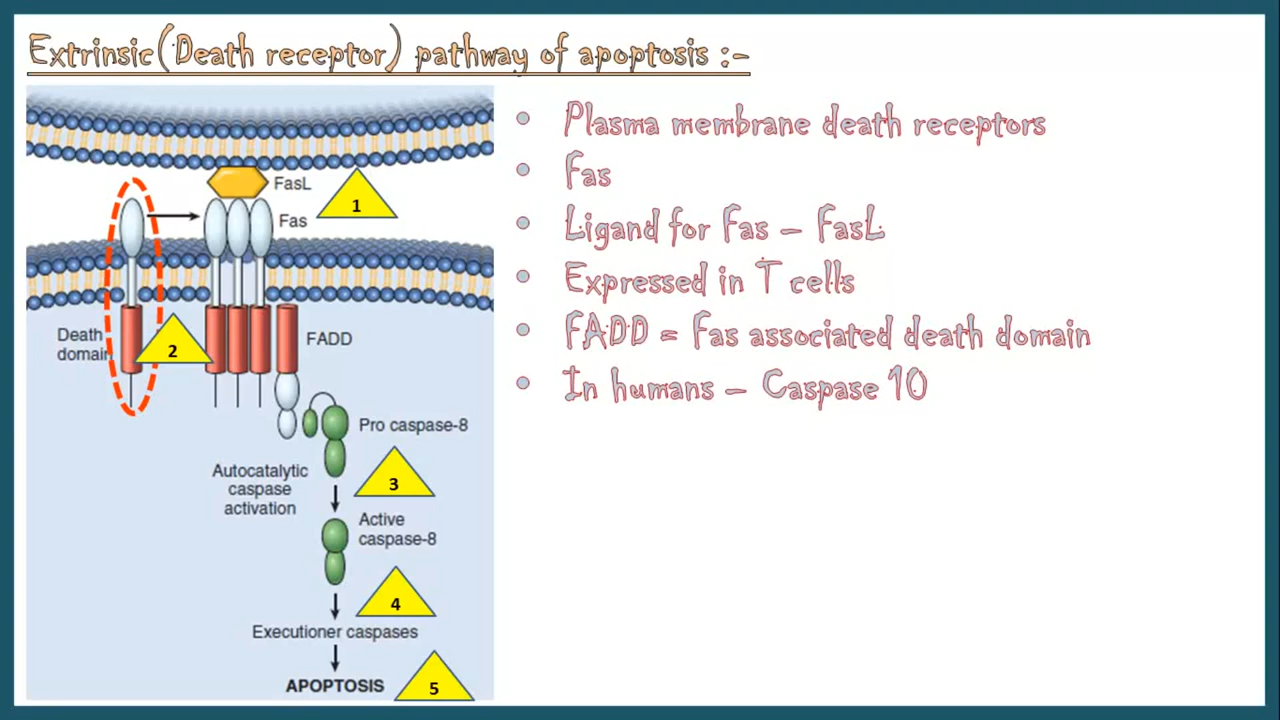 Extrinsic(Death receptor) pathway of apoptosis :-
FasL
1
Fas
Death
domain
2
FADD
Pro caspase-8
Autocatalytic
caspase
activation
3
Active
caspase-8
4
Executioner caspases
APOPTOSIS
5
Plasma membrane death receptors
Fas
Ligand for Fas – FasL
Expressed in T cells
FADD = Fas associated death domain
In humans – Caspase 10